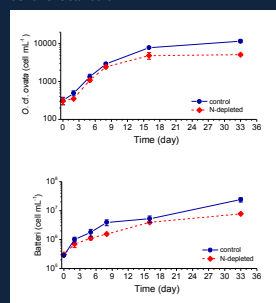 10000
1000
100
O. cf. ovata (cell mL⁻¹)
control
N-depleted
0 3 6 9 12 15 18 21 24 27 30 33 36
Time (day)
10⁸
10⁷
10⁶
10⁵
Batteri (cell mL⁻¹)
control
N-depleted
0 3 6 9 12 15 18 21 24 27 30 33 36
Time (day)